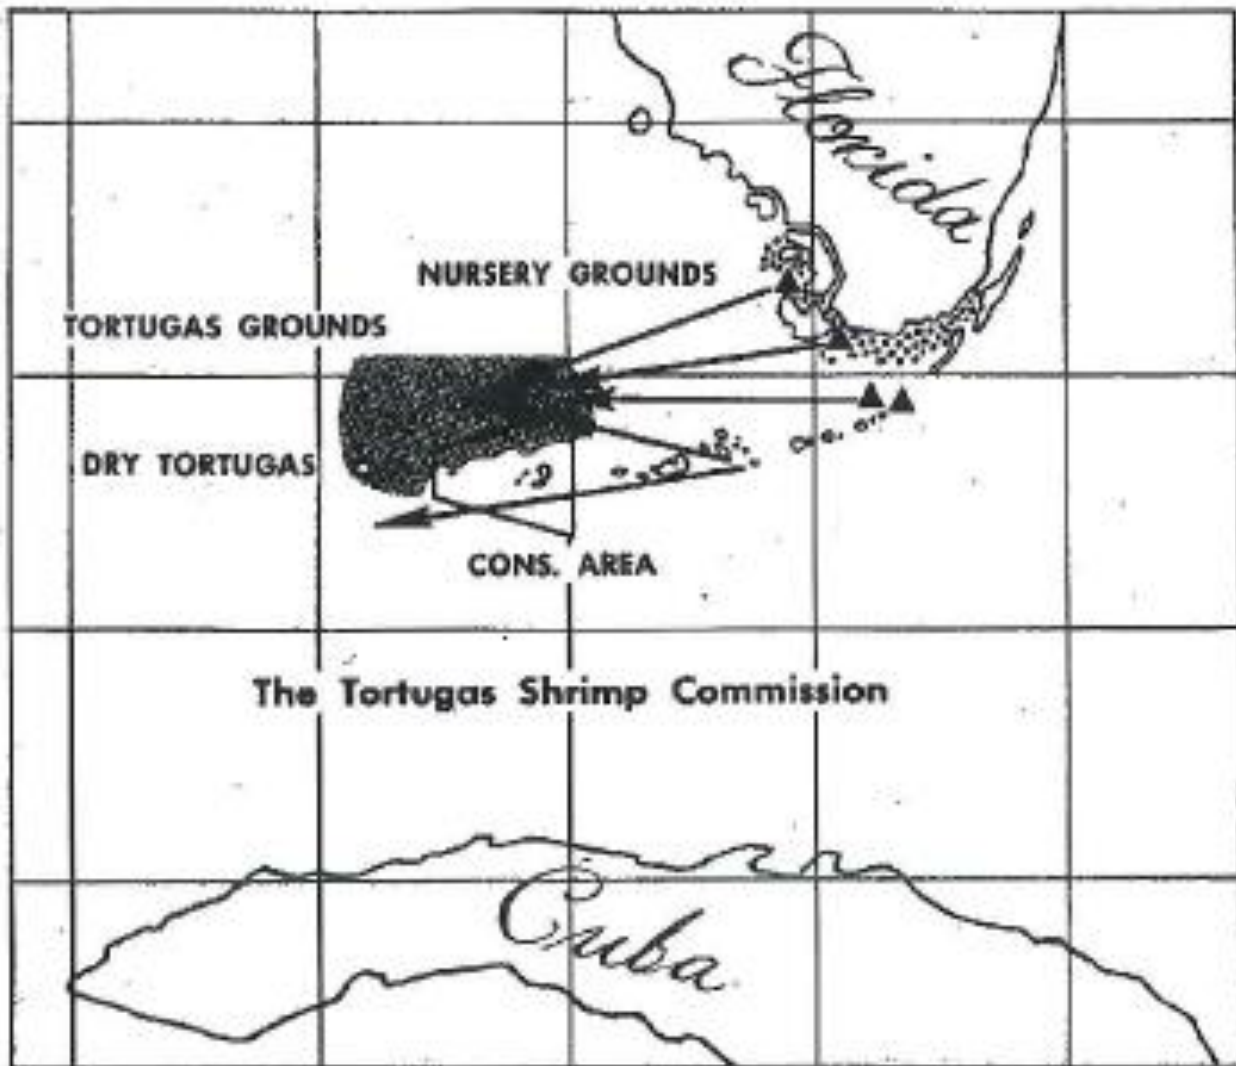 Florida
NURSERY GROUNDS
TORTUGAS GROUNDS
DRY TORTUGAS
CONS. AREA
The Tortugas Shrimp Commission
Cuba